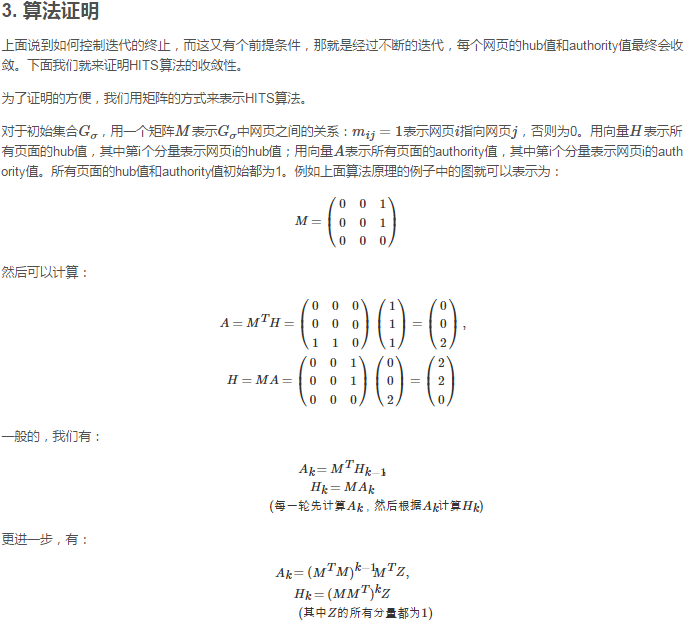 3. 算法证明
上面说到如何控制迭代的终止，而这又有个前提条件，那就是经过不断的迭代，每个网页的hub值和authority值最终会收
敛。下面我们就来证明HITS算法的收敛性。
为了证明的方便，我们用矩阵的方式来表示HITS算法。
对于初始集合Gσ，用一个矩阵M表示Gσ中网页之间的关系：mij = 1表示网页i指向网页j，否则为0。用向量H表示所
有页面的hub值，其中第i个分量表示网页i的hub值；用向量A表示所有页面的authority值，其中第i个分量表示网页i的auth
ority值。所有页面的hub值和authority值初始都为1。例如上面算法原理的例子中的图就可以表示为：
M = ( 0 0 1
0 0 1
0 0 0 )
然后可以计算：
A = M^T H = ( 0 0 0
0 0 0
1 1 0 ) ( 1
1
1 ) = ( 0
0
2 ) ,
H = MA = ( 0 0 1
0 0 1
0 0 0 ) ( 0
0
2 ) = ( 2
2
0 )
一般的，我们有：
A_k = M^T H_{k−1}
H_k = MA_k
(每一轮先计算A_k，然后根据A_k计算H_k)
更进一步，有：
A_k = (M^T M)^{k−1} M^T Z,
H_k = (MM^T)^k Z
(其中Z的所有分量都为1)